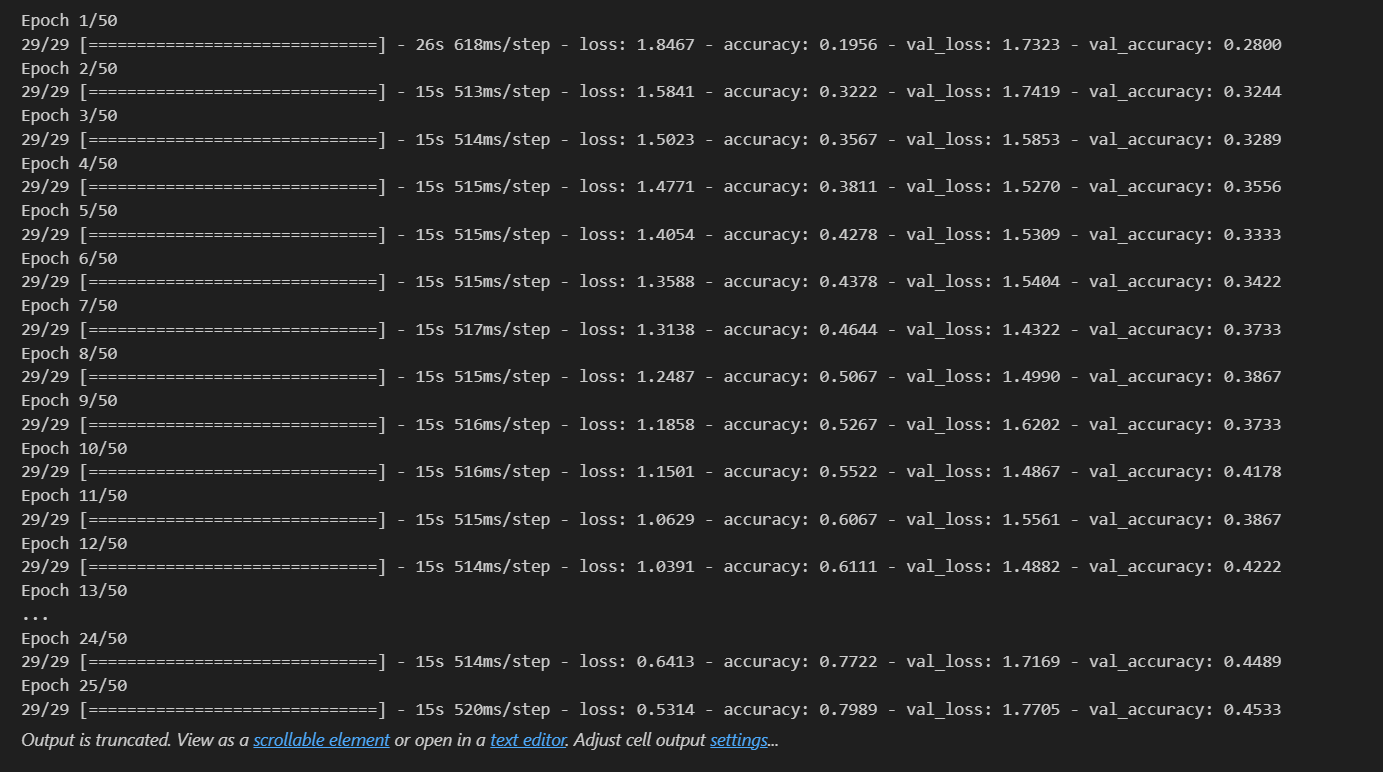 Epoch 1/50
29/29 [==============================] - 26s 618ms/step - loss: 1.8467 - accuracy: 0.1956 - val_loss: 1.7323 - val_accuracy: 0.2800
Epoch 2/50
29/29 [==============================] - 15s 513ms/step - loss: 1.5841 - accuracy: 0.3222 - val_loss: 1.7419 - val_accuracy: 0.3244
Epoch 3/50
29/29 [==============================] - 15s 514ms/step - loss: 1.5023 - accuracy: 0.3567 - val_loss: 1.5853 - val_accuracy: 0.3289
Epoch 4/50
29/29 [==============================] - 15s 515ms/step - loss: 1.4771 - accuracy: 0.3811 - val_loss: 1.5270 - val_accuracy: 0.3556
Epoch 5/50
29/29 [==============================] - 15s 515ms/step - loss: 1.4054 - accuracy: 0.4278 - val_loss: 1.5309 - val_accuracy: 0.3333
Epoch 6/50
29/29 [==============================] - 15s 515ms/step - loss: 1.3588 - accuracy: 0.4378 - val_loss: 1.5404 - val_accuracy: 0.3422
Epoch 7/50
29/29 [==============================] - 15s 517ms/step - loss: 1.3138 - accuracy: 0.4644 - val_loss: 1.4322 - val_accuracy: 0.3733
Epoch 8/50
29/29 [==============================] - 15s 515ms/step - loss: 1.2487 - accuracy: 0.5067 - val_loss: 1.4990 - val_accuracy: 0.3867
Epoch 9/50
29/29 [==============================] - 15s 516ms/step - loss: 1.1858 - accuracy: 0.5267 - val_loss: 1.6202 - val_accuracy: 0.3733
Epoch 10/50
29/29 [==============================] - 15s 516ms/step - loss: 1.1501 - accuracy: 0.5522 - val_loss: 1.4867 - val_accuracy: 0.4178
Epoch 11/50
29/29 [==============================] - 15s 515ms/step - loss: 1.0629 - accuracy: 0.6067 - val_loss: 1.5561 - val_accuracy: 0.3867
Epoch 12/50
29/29 [==============================] - 15s 514ms/step - loss: 1.0391 - accuracy: 0.6111 - val_loss: 1.4882 - val_accuracy: 0.4222
Epoch 13/50
...
Epoch 24/50
29/29 [==============================] - 15s 514ms/step - loss: 0.6413 - accuracy: 0.7722 - val_loss: 1.7169 - val_accuracy: 0.4489
Epoch 25/50
29/29 [==============================] - 15s 520ms/step - loss: 0.5314 - accuracy: 0.7989 - val_loss: 1.7705 - val_accuracy: 0.4533
Output is truncated. View as a scrollable element or open in a text editor. Adjust cell output settings...